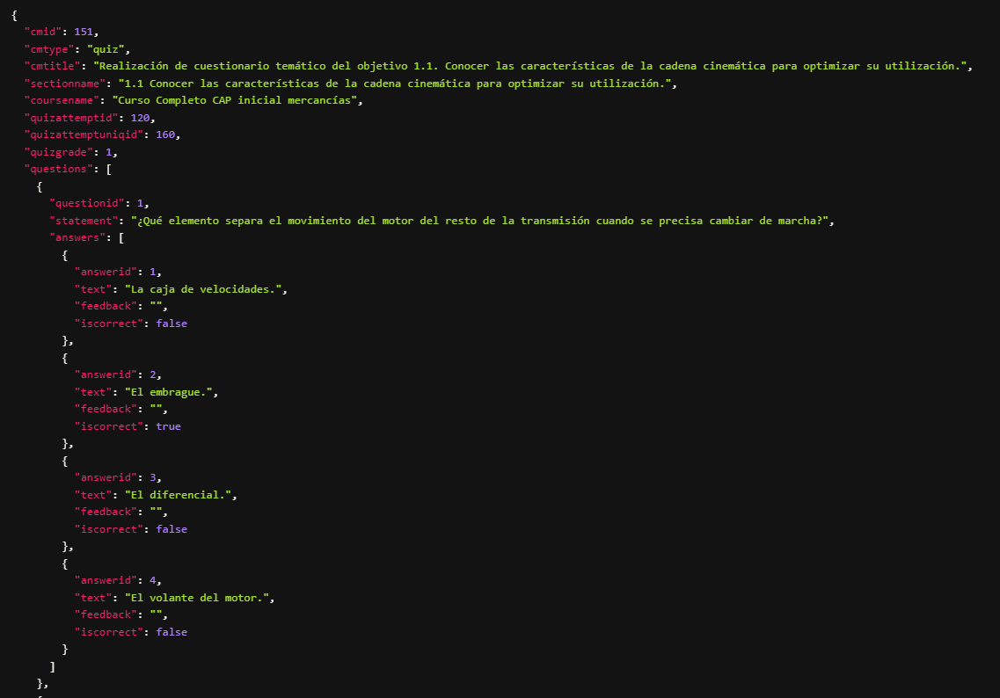 {
"cmid": 151,
"cmtype": "quiz",
"cmtitle": "Realización de cuestionario temático del objetivo 1.1. Conocer las características de la cadena cinemática para optimizar su utilización.",
"sectionname": "1.1 Conocer las características de la cadena cinemática para optimizar su utilización.",
"coursename": "Curso Completo CAP inicial mercancías",
"quizattemptid": 120,
"quizattemptuniqid": 160,
"quizgrade": 1,
"questions": [
{
"questionid": 1,
"statement": "¿Qué elemento separa el movimiento del motor del resto de la transmisión cuando se precisa cambiar de marcha?",
"answers": [
{
"answerid": 1,
"text": "La caja de velocidades.",
"feedback": "",
"iscorrect": false
},
{
"answerid": 2,
"text": "El embrague.",
"feedback": "",
"iscorrect": true
},
{
"answerid": 3,
"text": "El diferencial.",
"feedback": "",
"iscorrect": false
},
{
"answerid": 4,
"text": "El volante del motor.",
"feedback": "",
"iscorrect": false
}
]
},
{